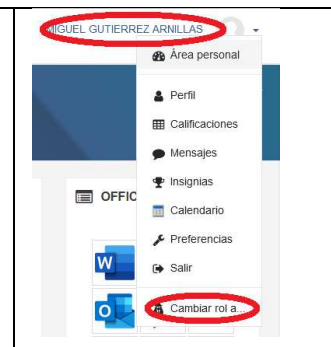 MIGUEL GUTIERREZ ARNILLAS
Área personal
Perfil
Calificaciones
Mensajes
Insignias
OFFIC
Calendario
Preferencias
W
Salir
O
Cambiar rol a...